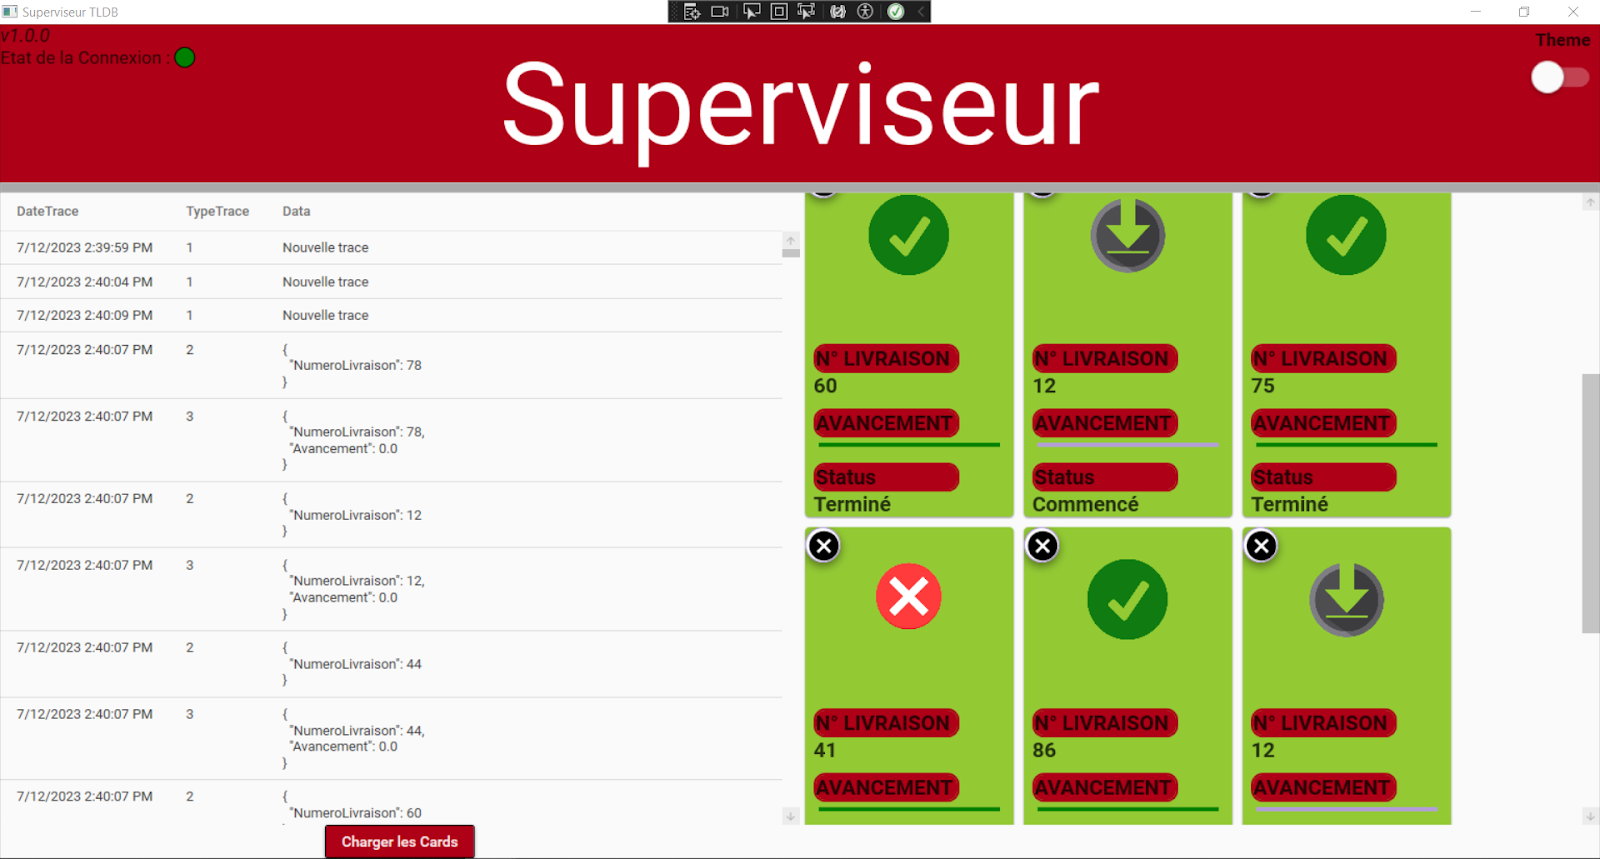 Superviseur TLDB
v1.0.0
Etat de la Connexion :
Theme
Superviseur
DateTrace TypeTrace Data
7/12/2023 2:39:59 PM 1 Nouvelle trace
7/12/2023 2:40:04 PM 1 Nouvelle trace
7/12/2023 2:40:09 PM 1 Nouvelle trace
7/12/2023 2:40:07 PM 2 {
"NumeroLivraison": 78
}
7/12/2023 2:40:07 PM 3 {
"NumeroLivraison": 78,
"Avancement": 0.0
}
7/12/2023 2:40:07 PM 2 {
"NumeroLivraison": 12
}
7/12/2023 2:40:07 PM 3 {
"NumeroLivraison": 12,
"Avancement": 0.0
}
7/12/2023 2:40:07 PM 2 {
"NumeroLivraison": 44
}
7/12/2023 2:40:07 PM 3 {
"NumeroLivraison": 44,
"Avancement": 0.0
}
7/12/2023 2:40:07 PM 2 {
"NumeroLivraison": 60
Charger les Cards
N° LIVRAISON
60
AVANCEMENT
Status
Terminé
N° LIVRAISON
12
AVANCEMENT
Status
Commencé
N° LIVRAISON
75
AVANCEMENT
Status
Terminé
N° LIVRAISON
41
AVANCEMENT
N° LIVRAISON
86
AVANCEMENT
N° LIVRAISON
12
AVANCEMENT